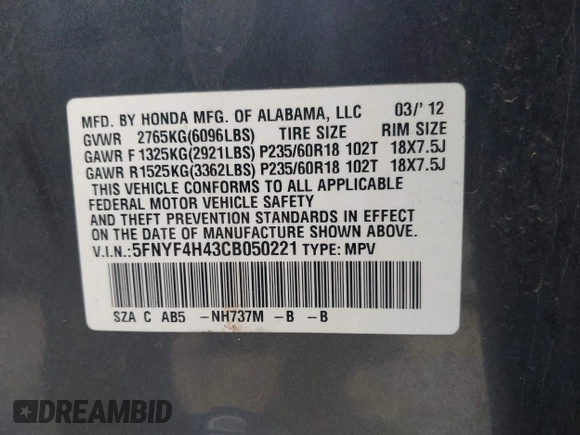 MFD. BY HONDA MFG. OF ALABAMA, LLC 03/'12
GVWR 2765KG(6096LBS) TIRE SIZE RIM SIZE
GAWR F 1325KG(2921LBS) P235/60R18 102T 18X7.5J
GAWR R 1525KG(3362LBS) P235/60R18 102T 18X7.5J
THIS VEHICLE CONFORMS TO ALL APPLICABLE
FEDERAL MOTOR VEHICLE SAFETY
AND THEFT PREVENTION STANDARDS IN EFFECT
ON THE DATE OF MANUFACTURE SHOWN ABOVE.
V.I.N.:5FNYF4H43CB050221 TYPE: MPV
SZA C AB5 -NH737M -B -B
DREAMBID